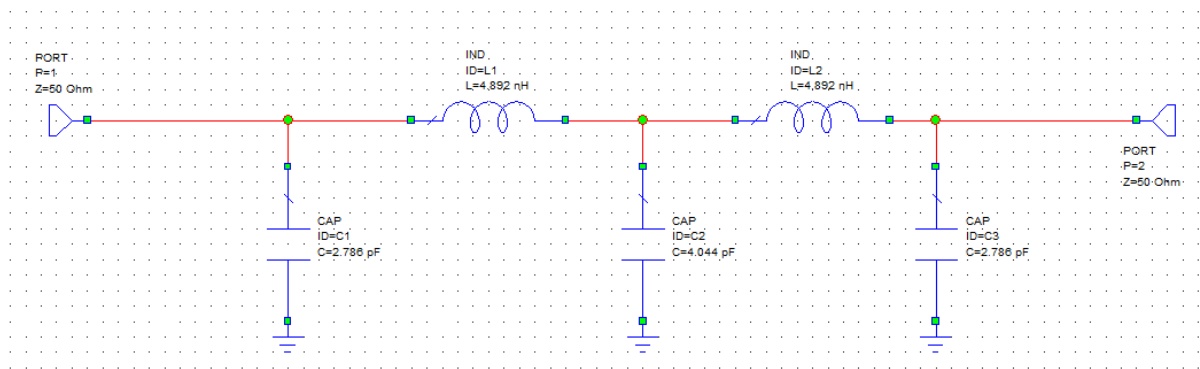 PORT
P=1
Z=50 Ohm
IND
ID=L1
L=4.892 nH
IND
ID=L2
L=4.892 nH
PORT
P=2
Z=50 Ohm
CAP
ID=C1
C=2.786 pF
CAP
ID=C2
C=4.044 pF
CAP
ID=C3
C=2.786 pF